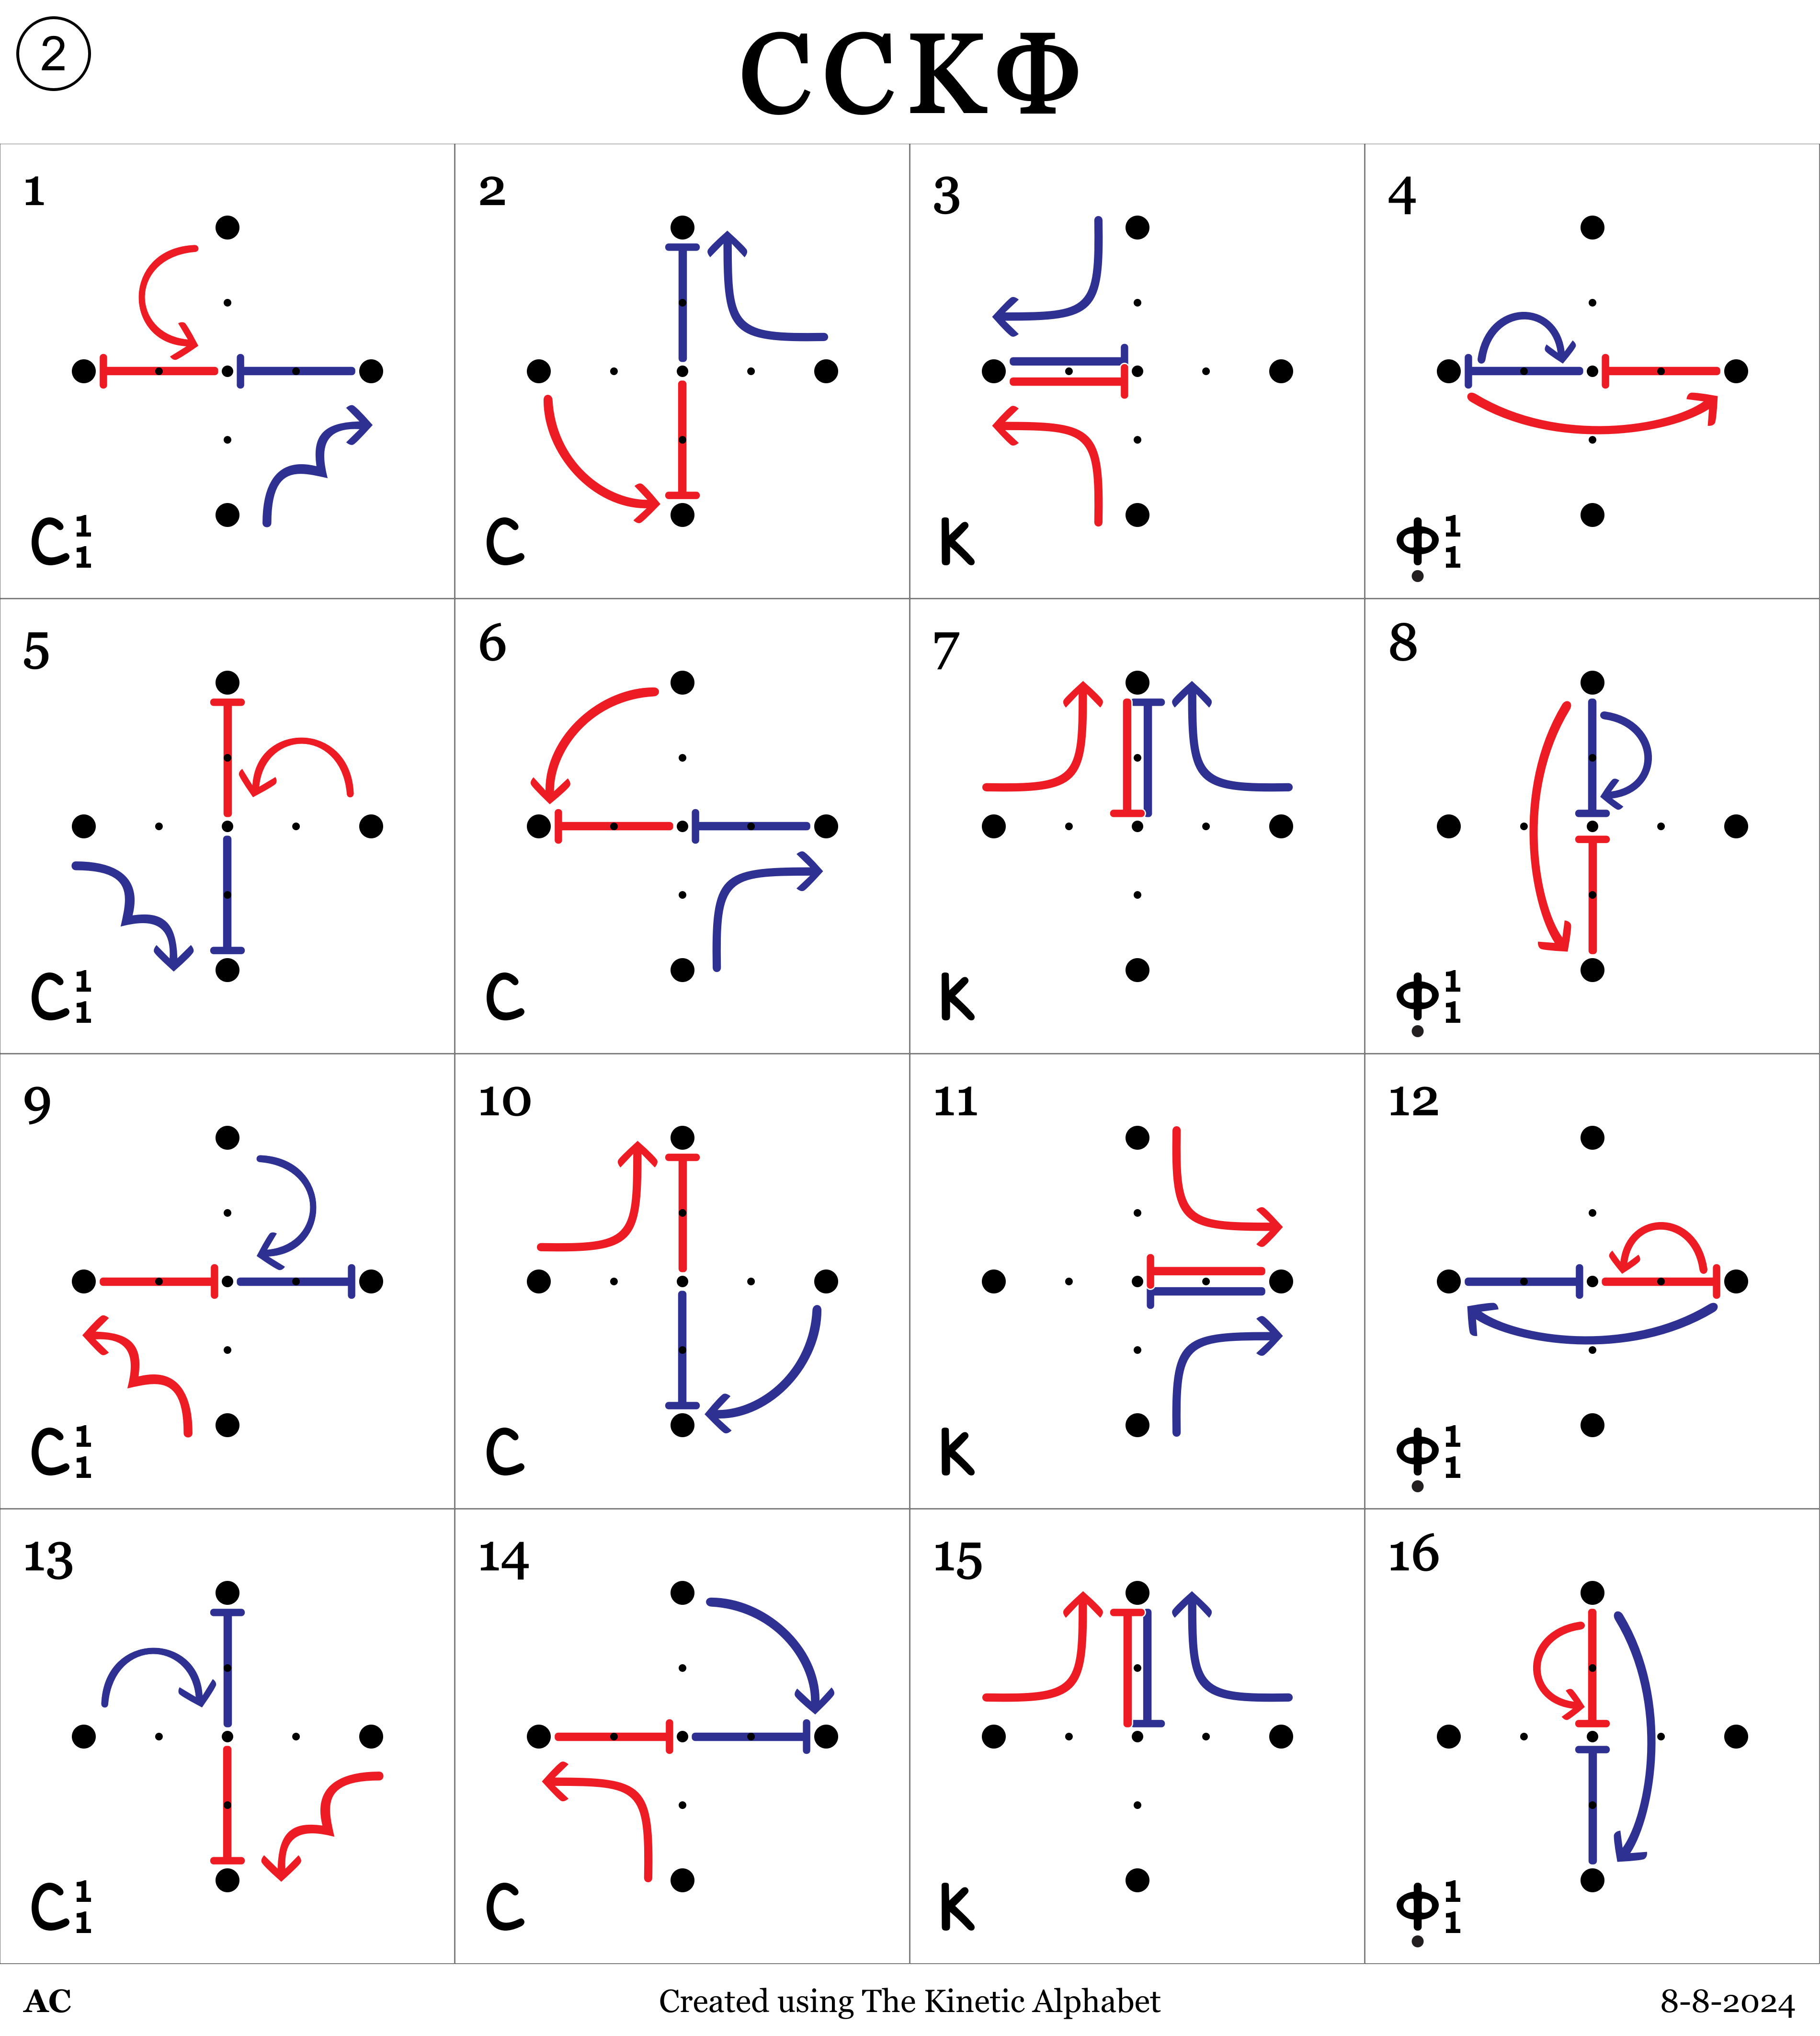 2
CCKΦ
1 2 3 4
C 1 1 C K Φ 1 1
5 6 7 8
C 1 1 C K Φ 1 1
9 10 11 12
C 1 1 C K Φ 1 1
13 14 15 16
C 1 1 C K Φ 1 1
AC Created using The Kinetic Alphabet 8-8-2024